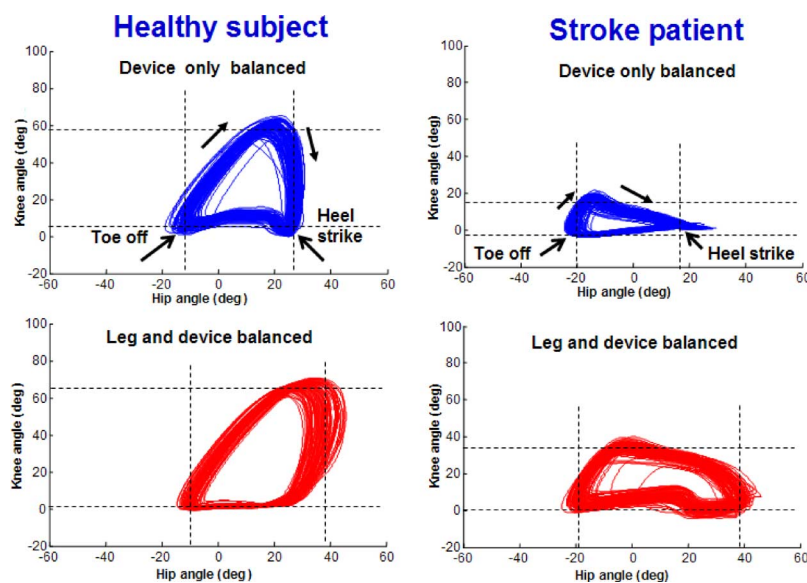 Healthy subject
Device only balanced
Knee angle (deg)
100
80
60
40
20
0
-20
-60
-40
-20
0
20
40
60
Hip angle (deg)
Toe off
Heel
strike
Stroke patient
Device only balanced
Knee angle (deg)
100
80
60
40
20
0
-20
-60
-40
-20
0
20
40
60
Hip angle (deg)
Toe off
Heel strike
Leg and device balanced
Knee angle (deg)
100
80
60
40
20
0
-20
-60
-40
-20
0
20
40
60
Hip angle (deg)
Leg and device balanced
Knee angle (deg)
100
80
60
40
20
0
-20
-60
-40
-20
0
20
40
60
Hip angle (deg)